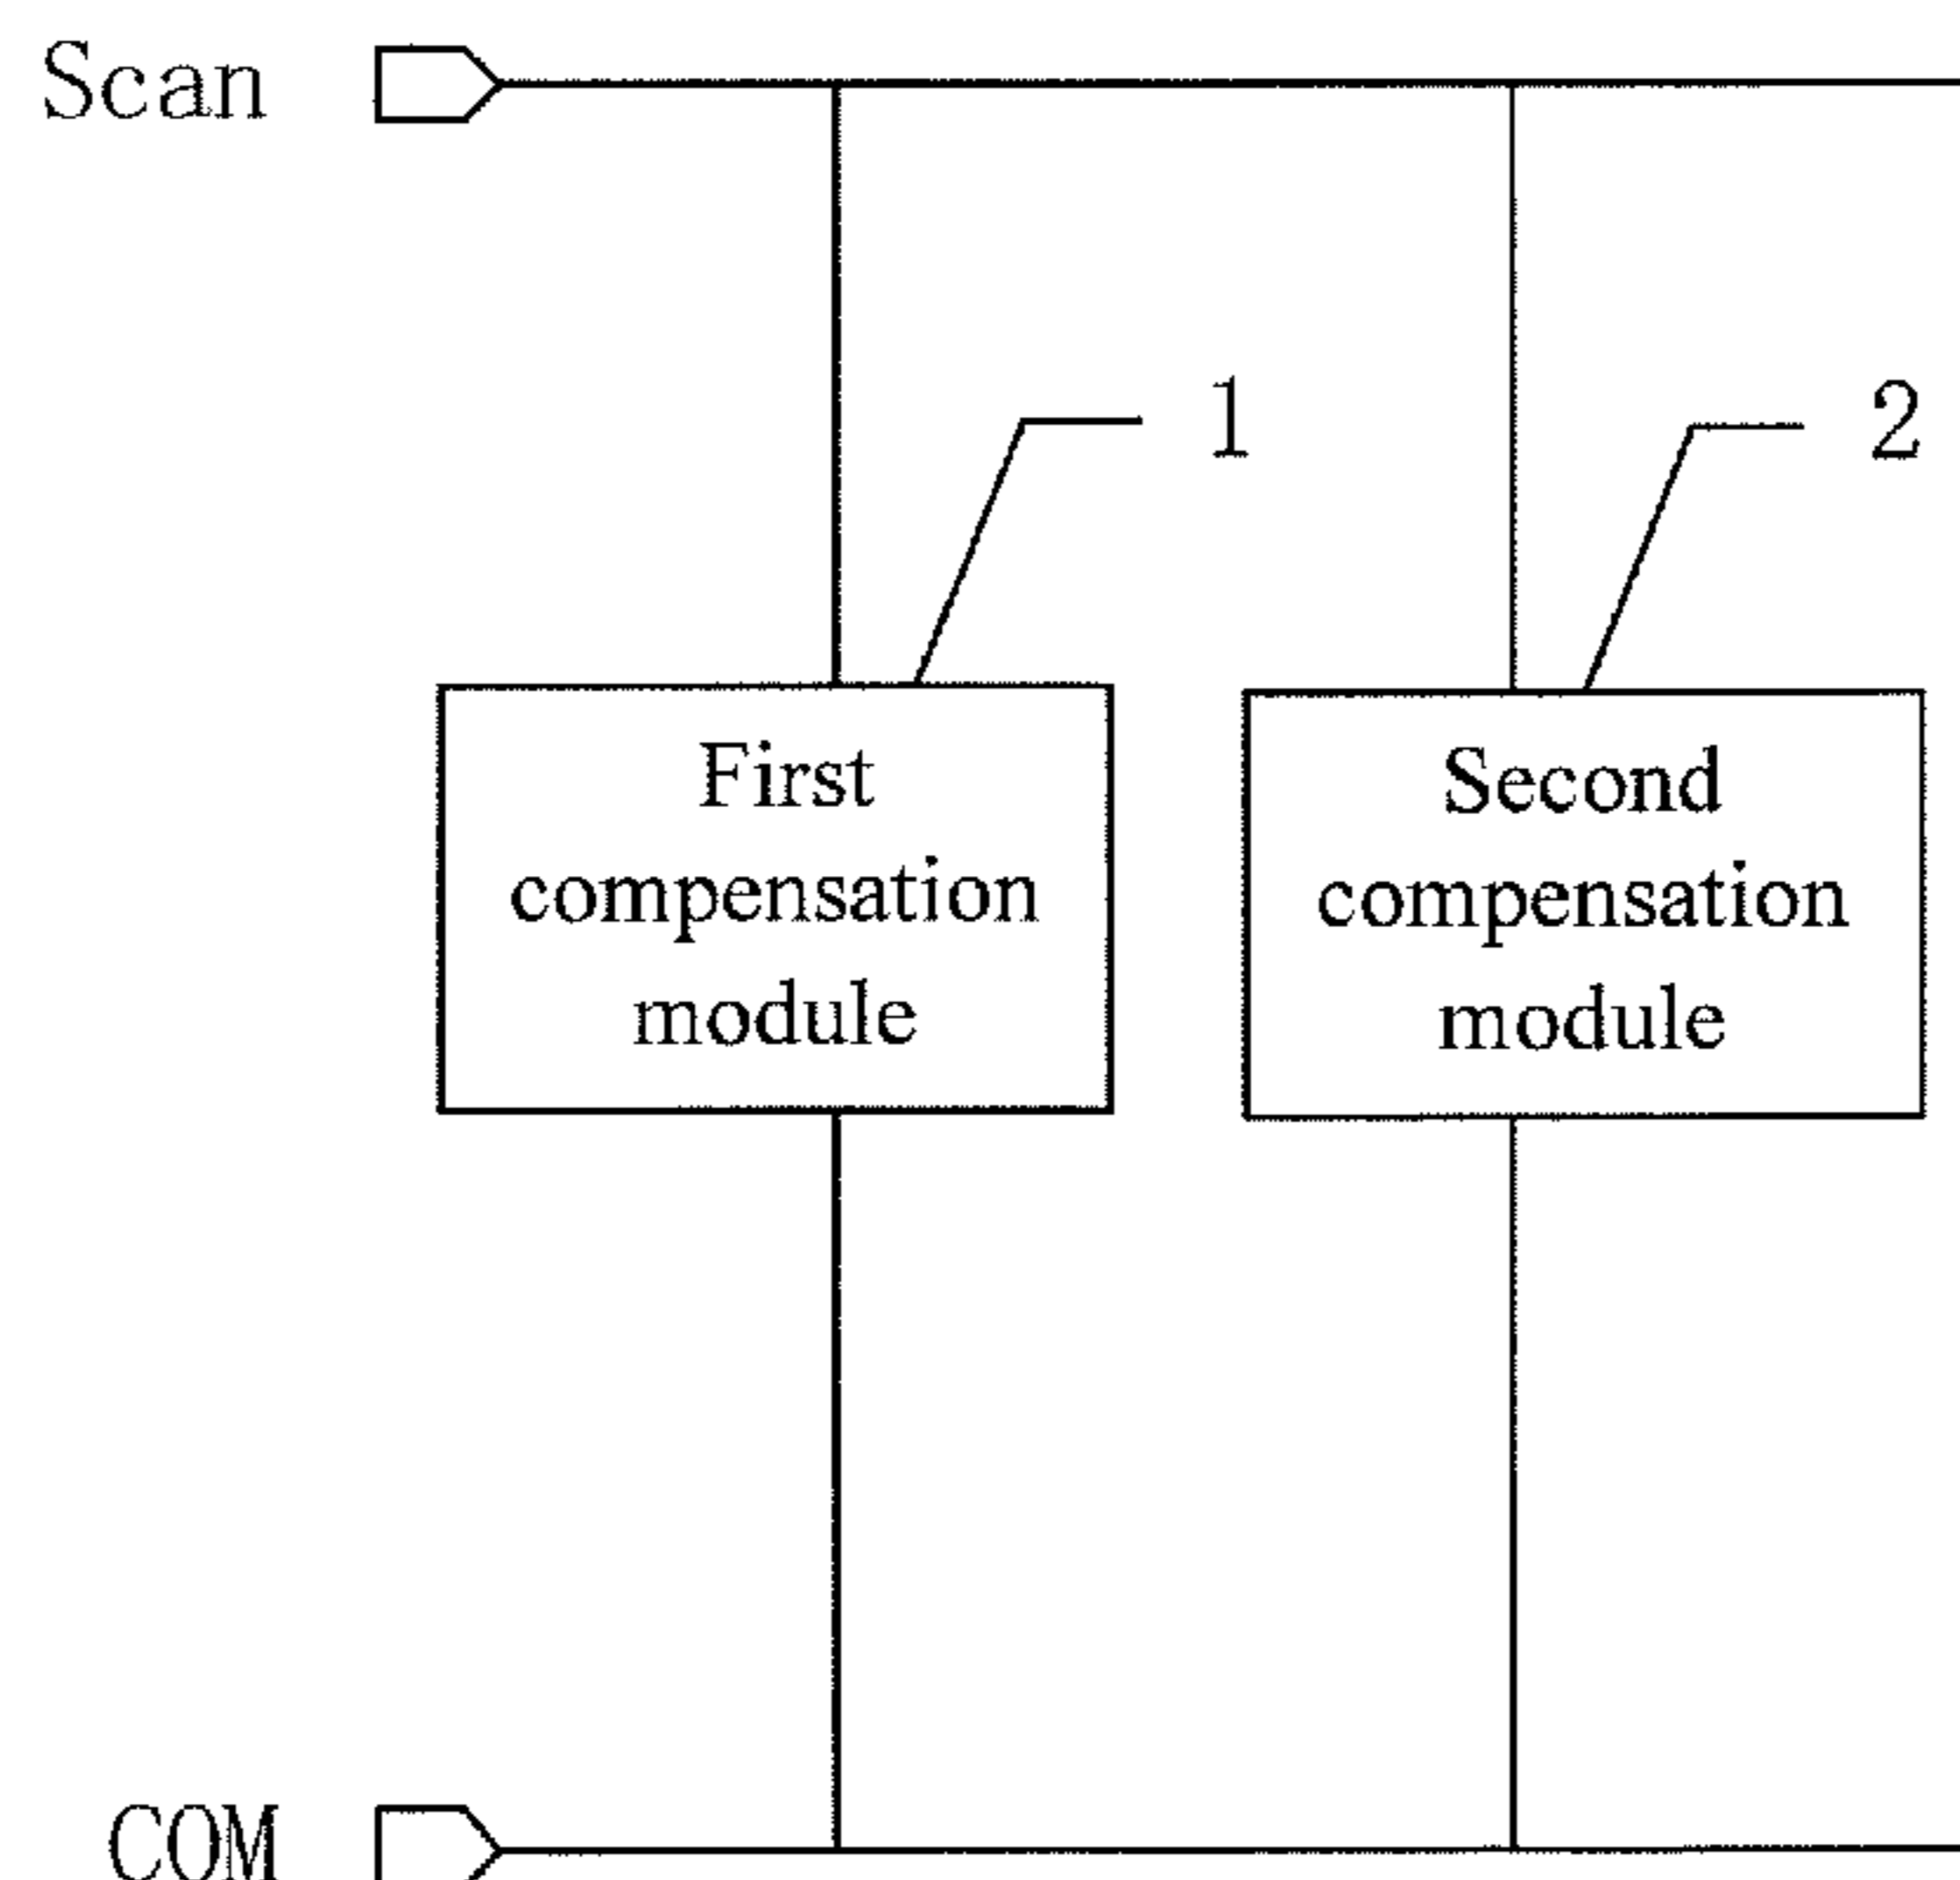 Scan
1
2
First
compensation
module
Second
compensation
module
COM